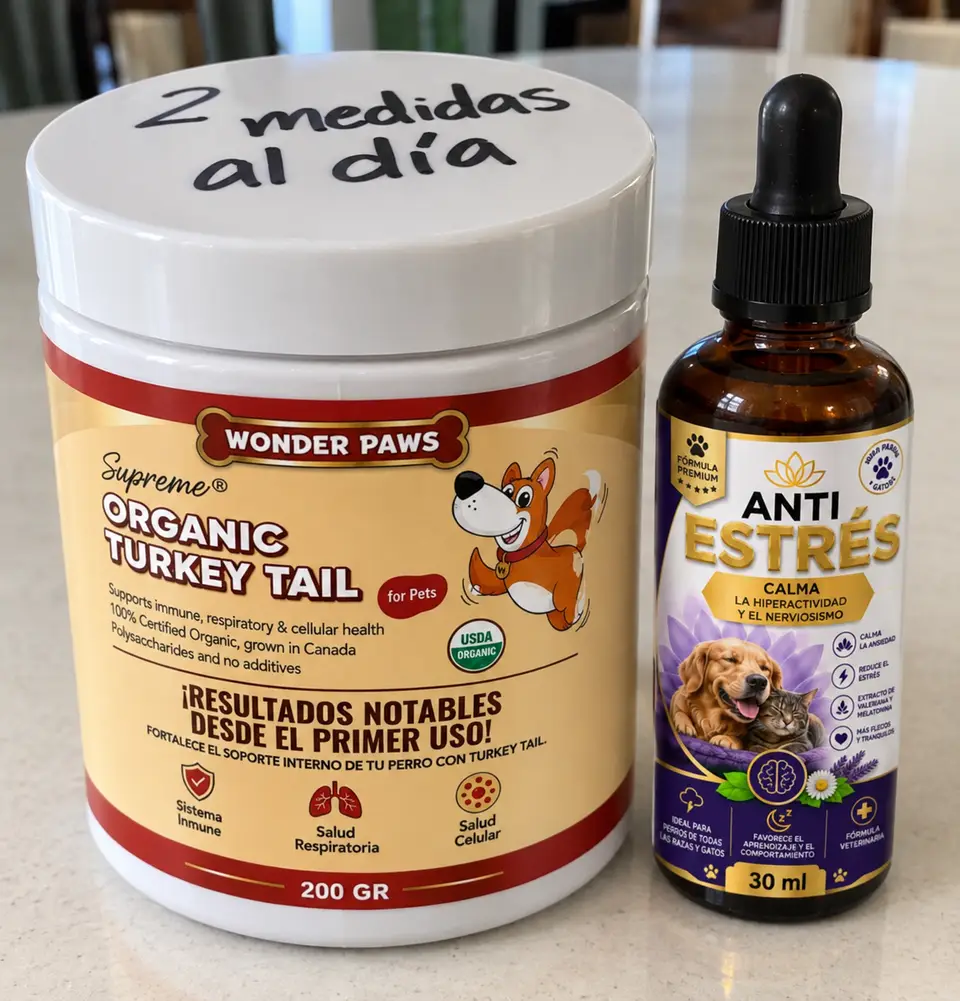 2 medidas
al día
WONDER PAWS
Supreme®
ORGANIC
TURKEY TAIL
for Pets
Supports immune, respiratory & cellular health
100% Certified Organic, grown in Canada
Polysaccharides and no additives
USDA
ORGANIC
¡RESULTADOS NOTABLES
DESDE EL PRIMER USO!
FORTALECE EL SOPORTE INTERNO DE TU PERRO CON TURKEY TAIL.
Sistema
Inmune
Salud
Respiratoria
Salud
Celular
200 GR
FÓRMULA
PREMIUM
ANTI
ESTRÉS
CALMA
LA HIPERACTIVIDAD
Y EL NERVIOSISMO
CALMA
LA ANSIEDAD
REDUCE EL
ESTRÉS
EXTRACTO DE
VALERIANA Y
MELATONINA
MÁS
Y TRANQUILOS
IDEAL PARA
PERROS DE TODAS
LAS RAZAS Y GATOS
FAVORECE EL
APRENDIZAJE Y EL
COMPORTAMIENTO
FÓRMULA
VETERINARIA
30 ml